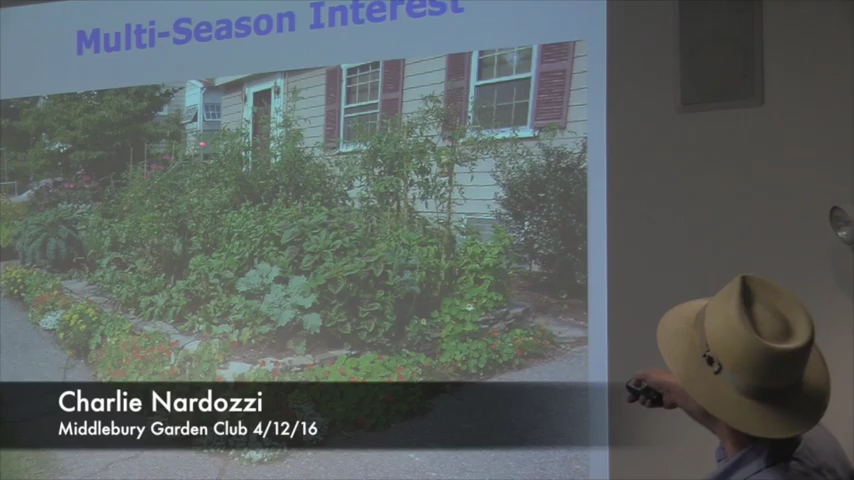 Multi-Season Interest
Charlie Nardozzi
Middlebury Garden Club 4/12/16